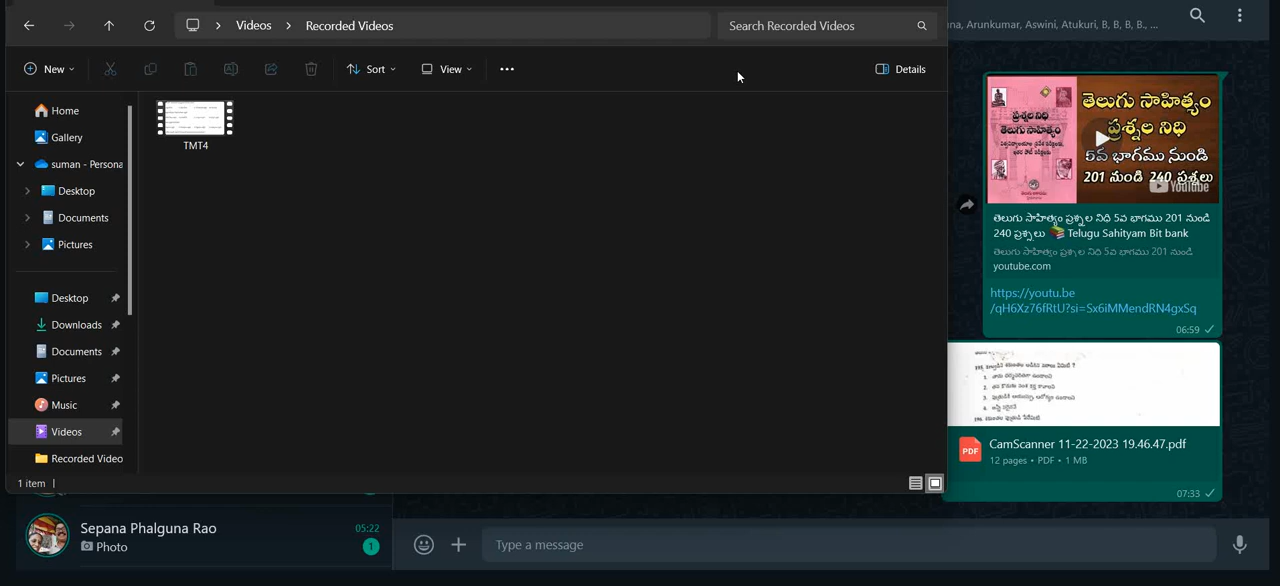 Videos > Recorded Videos
Search Recorded Videos
New
Sort
View
Details
Home
Gallery
suman - Persona
Desktop
Documents
Pictures
Desktop
Downloads
Documents
Pictures
Music
Videos
Recorded Video
TMT4
1 item
na, Arunkumar, Aswini, Atukuri, B, B, B, B., ...
తెలుగు సాహిత్యం
ప్రశ్నల నిధి
5వ భాగము నుండి
201 నుండి 240 ప్రశ్నలు
YouTube
ప్రశ్నల నిధి
తెలుగు సాహిత్యం
తెలుగు సాహిత్యం ప్రశ్నల నిధి 5వ భాగము 201 నుండి
240 ప్రశ్నలు 📚 Telugu Sahityam Bit bank
తెలుగు సాహిత్యం ప్రశ్నల నిధి 5వ భాగము 201 నుండి
youtube.com
https://youtu.be
/qH6Xz76fRtU?si=Sx6iMMendRN4gxSq
06:59
PDF
CamScanner 11-22-2023 19.46.47.pdf
12 pages • PDF • 1 MB
07:33
Sepana Phalguna Rao
05:22
Photo
1
Type a message